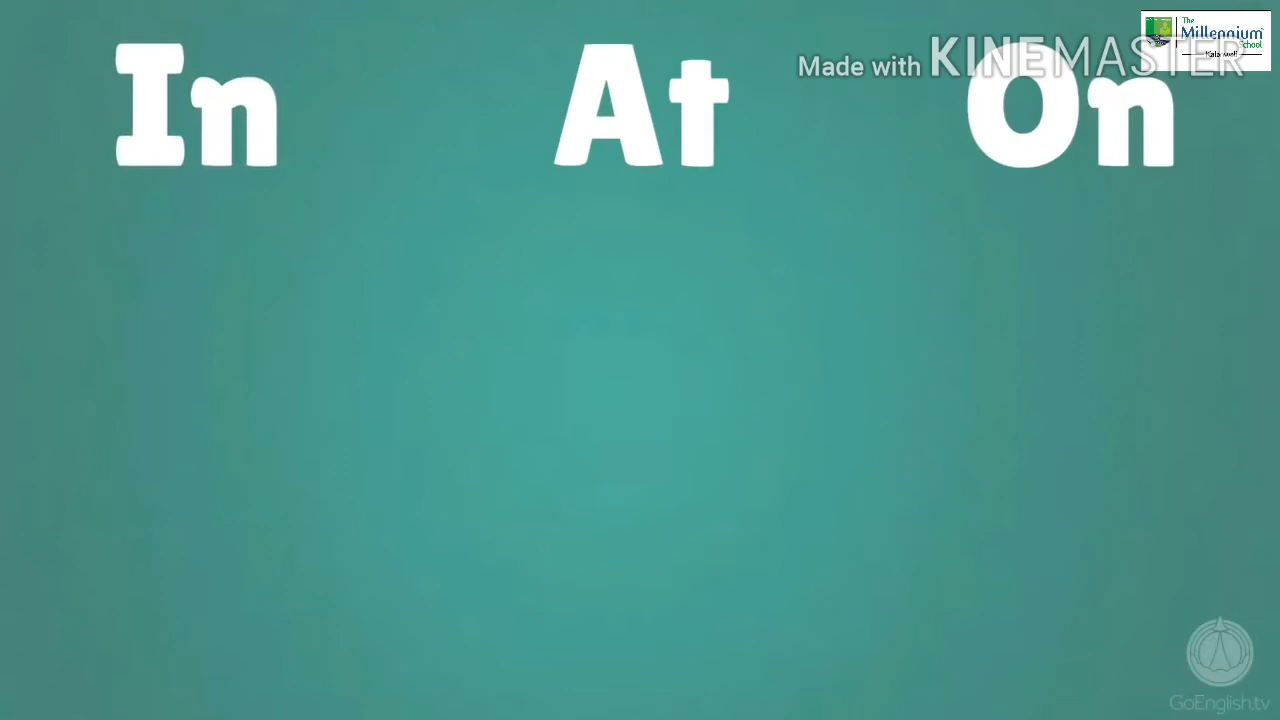 In At On
Made with KINEMASTER
The
Millennium
School
GoEnglish.tv